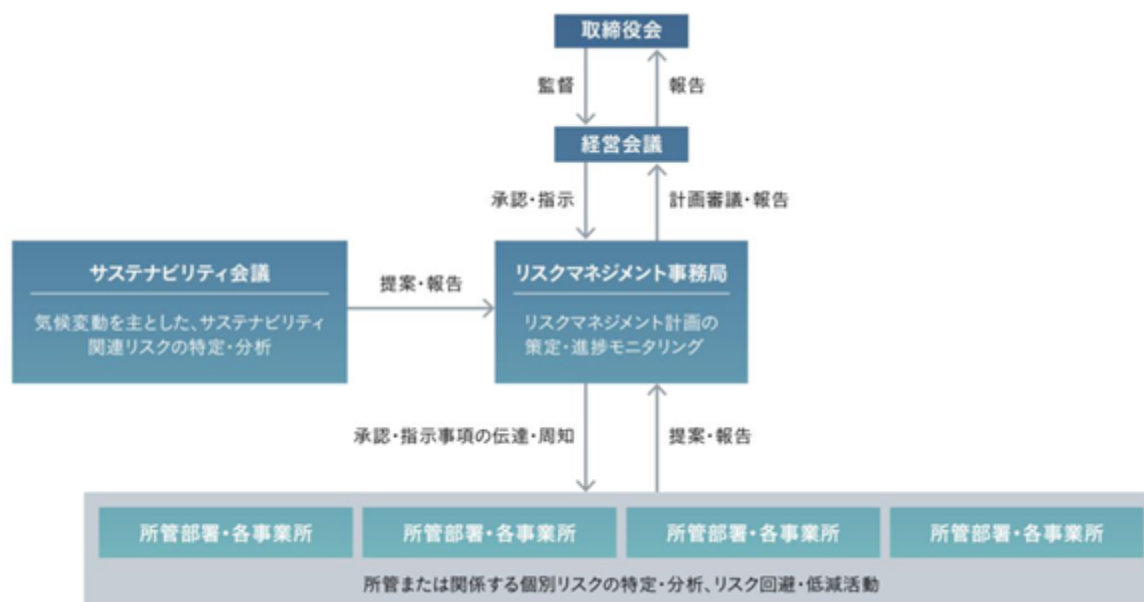 取締役会
監督
報告
経営会議
承認・指示
計画審議・報告
サステナビリティ会議
気候変動を主とした、サステナビリティ
関連リスクの特定・分析
提案・報告
リスクマネジメント事務局
リスクマネジメント計画の
策定・進捗モニタリング
承認・指示事項の伝達・周知
提案・報告
所管部署・各事業所
所管部署・各事業所
所管部署・各事業所
所管部署・各事業所
所管または関係する個別リスクの特定・分析、リスク回避・低減活動